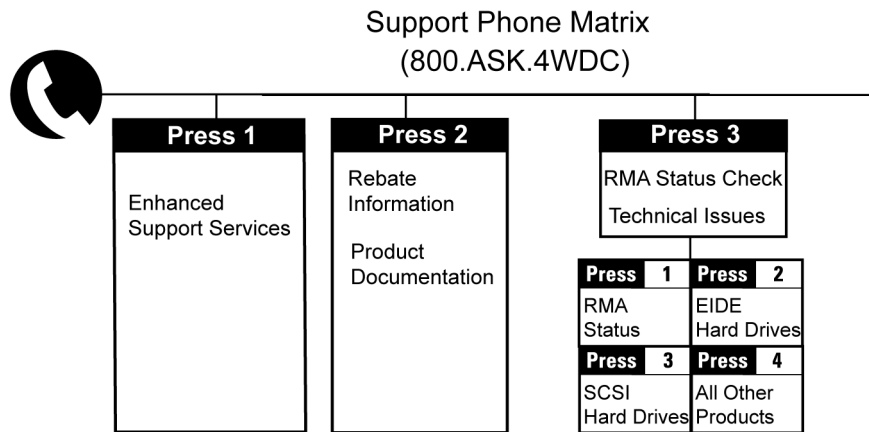 Support Phone Matrix
(800.ASK.4WDC)
Press 1
Enhanced
Support Services
Press 2
Rebate
Information
Product
Documentation
Press 3
RMA Status Check
Technical Issues
Press 1
RMA
Status
Press 2
EIDE
Hard Drives
Press 3
SCSI
Hard Drives
Press 4
All Other
Products